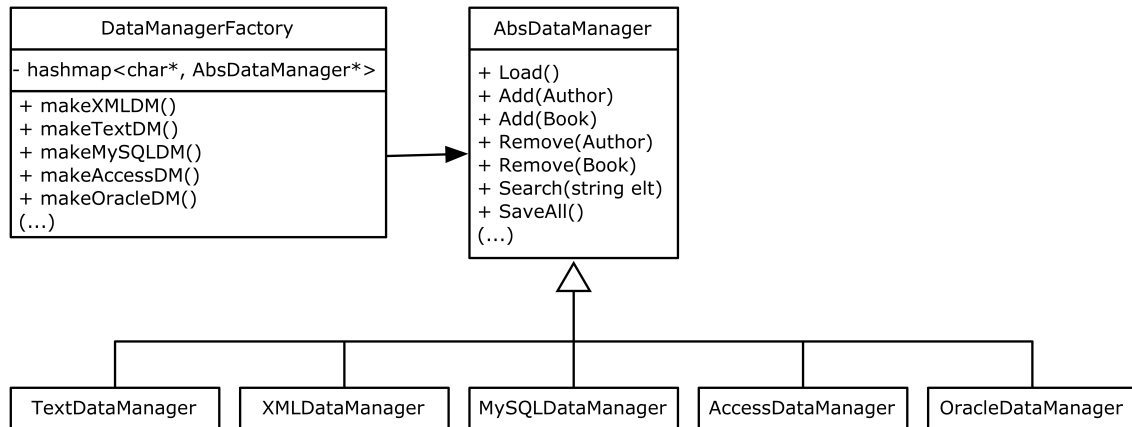 DataManagerFactory
- hashmap<char*, AbsDataManager*>
+ makeXMLDM()
+ makeTextDM()
+ makeMySQLDM()
+ makeAccessDM()
+ makeOracleDM()
(...)
AbsDataManager
+ Load()
+ Add(Author)
+ Add(Book)
+ Remove(Author)
+ Remove(Book)
+ Search(string elt)
+ SaveAll()
(...)
TextDataManager
XMLDataManager
MySQLDataManager
AccessDataManager
OracleDataManager